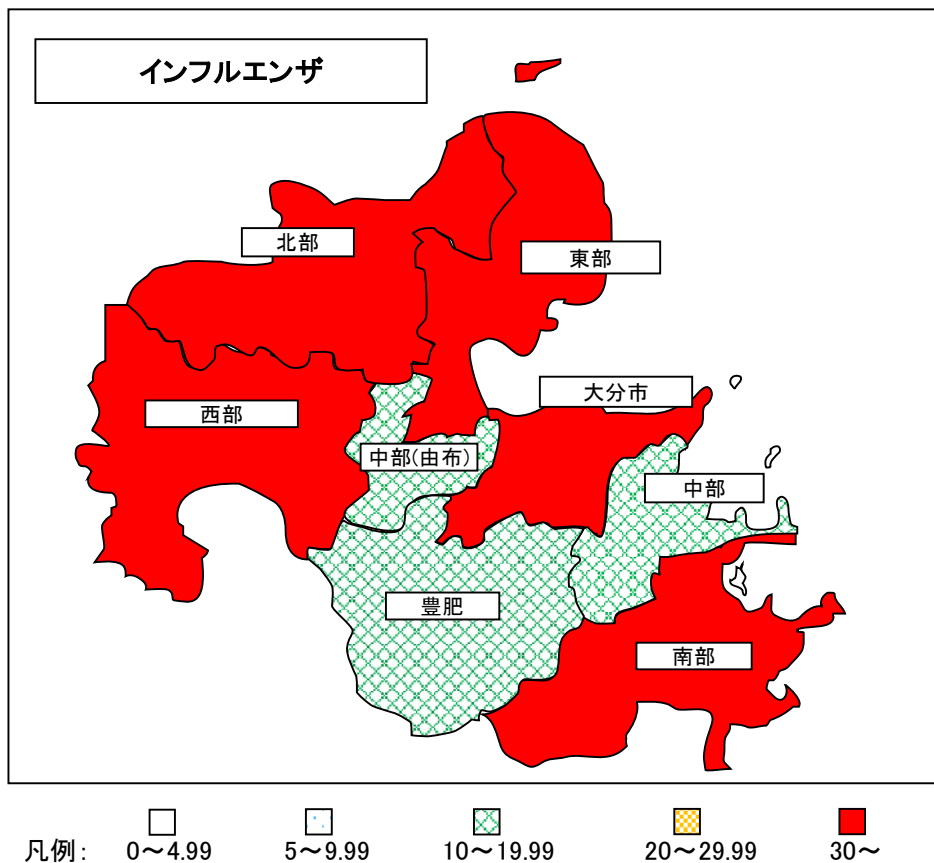 インフルエンザ
北部
東部
大分市
西部
中部(由布)
中部
豊肥
南部
凡例: 0～4.99 5～9.99 10～19.99 20～29.99 30～